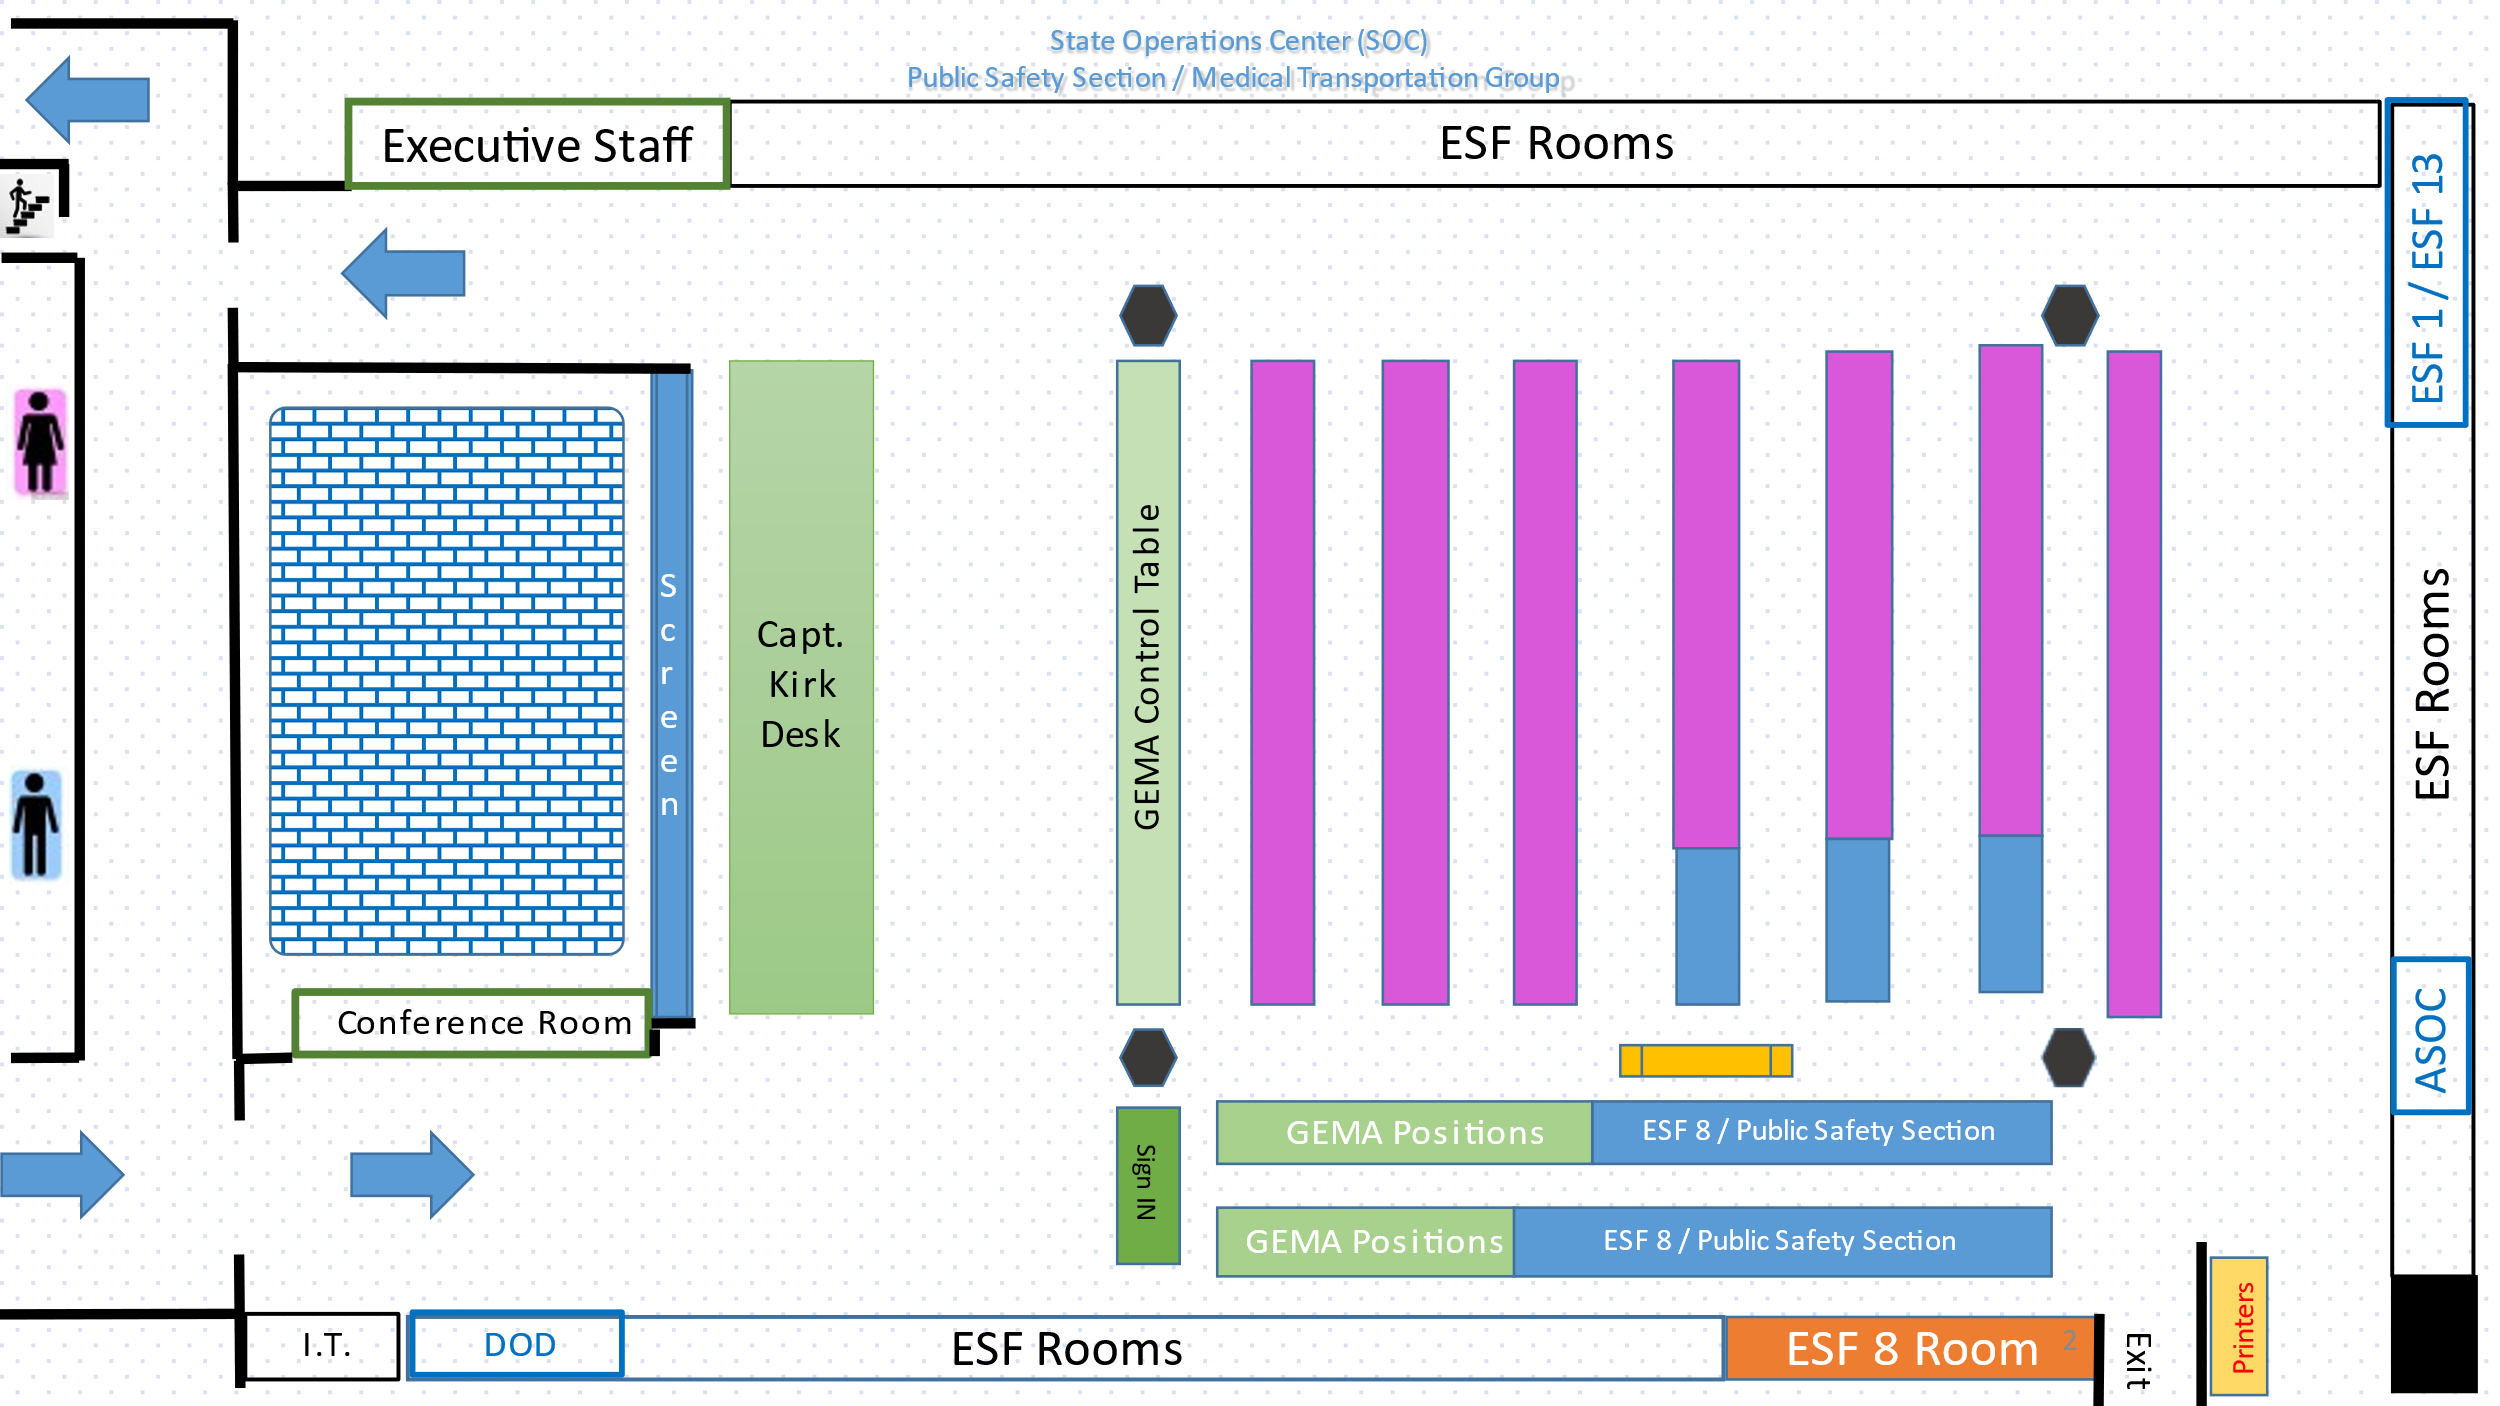 State Operations Center (SOC)
Public Safety Section / Medical Transportation Group
Executive Staff
ESF Rooms
ESF 1 / ESF 13
Screen
Capt.
Kirk
Desk
GEMA Control Table
ESF Rooms
Conference Room
ASOC
Sign IN
GEMA Positions
ESF 8 / Public Safety Section
GEMA Positions
ESF 8 / Public Safety Section
I.T.
DOD
ESF Rooms
ESF 8 Room
2
Exit
Printers